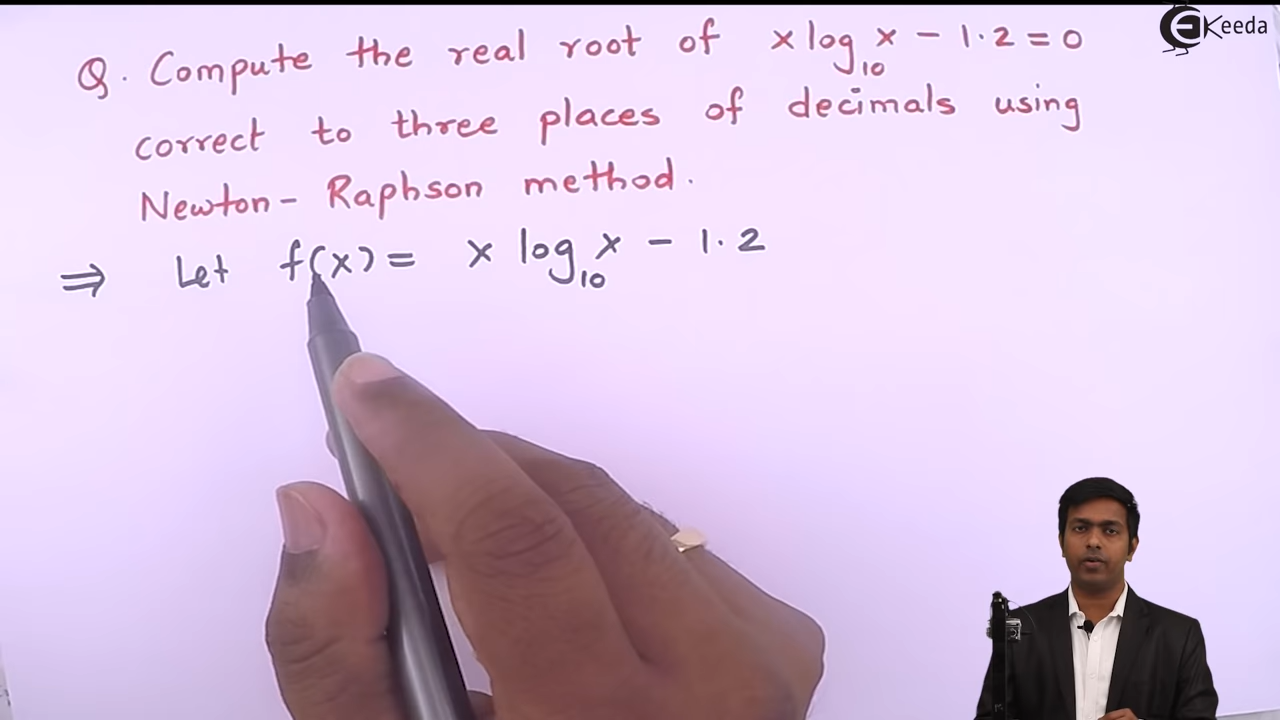 Q. Compute the real root of x log₁₀ x - 1.2 = 0
correct to three places of decimals using
Newton-Raphson method.
⇒ Let f(x) = x log₁₀ x - 1.2
Ekeeda